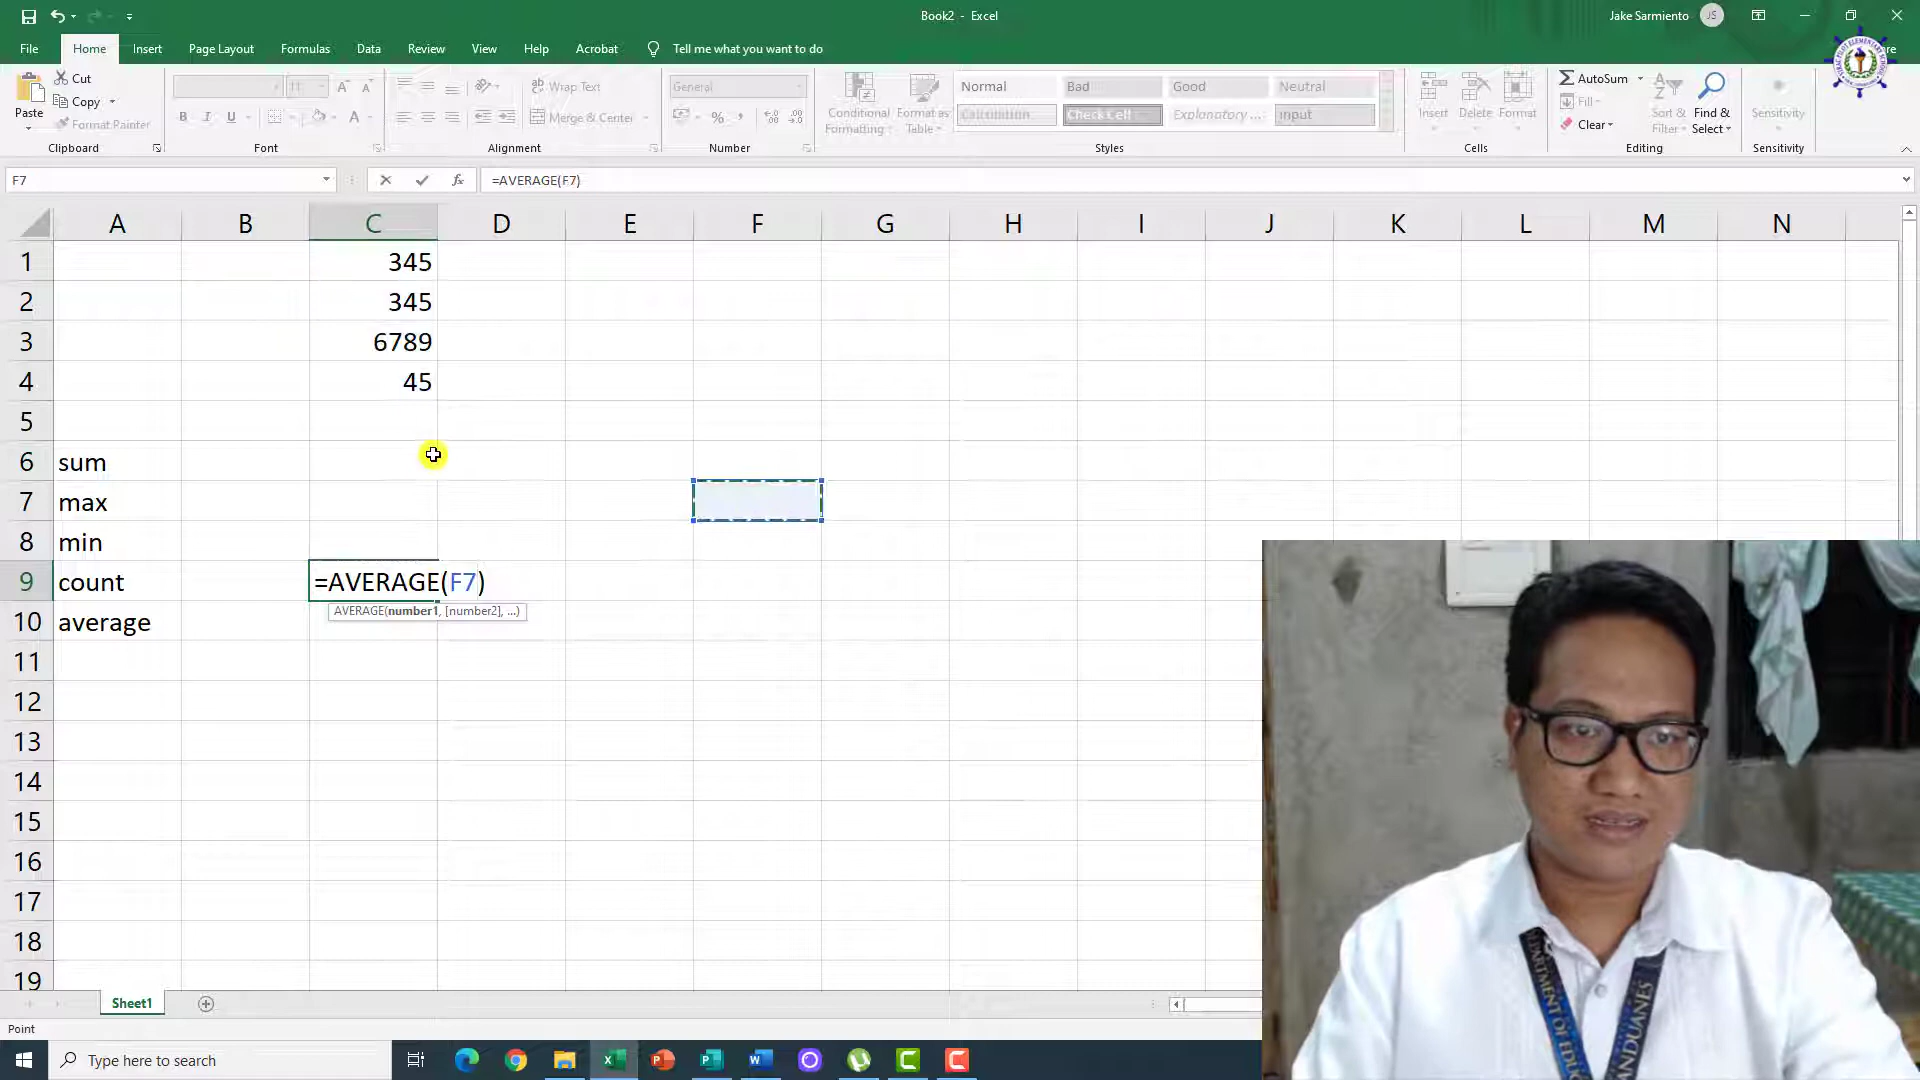 Book2 - Excel
Jake Sarmiento
JS
File Home Insert Page Layout Formulas Data Review View Help Acrobat Tell me what you want to do
Paste
Cut
Copy
Format Painter
Clipboard
11
B I U
Font
Wrap Text
Merge & Center
Alignment
General
Number
Conditional Formatting
Format as Table
Normal Bad Good Neutral
Calculation Check Cell Explanatory ... Input
Styles
Insert Delete Format
Cells
AutoSum
Fill
Clear
Sort & Filter
Find & Select
Editing
Sensitivity
Sensitivity
F7
fx
=AVERAGE(F7)
A B C D E F G H I J K L M N
1 345
2 345
3 6789
4 45
5
6 sum
7 max
8 min
9 count =AVERAGE(F7)
AVERAGE(number1, [number2], ...)
10 average
11
12
13
14
15
16
17
18
19
Sheet1
Point
Type here to search